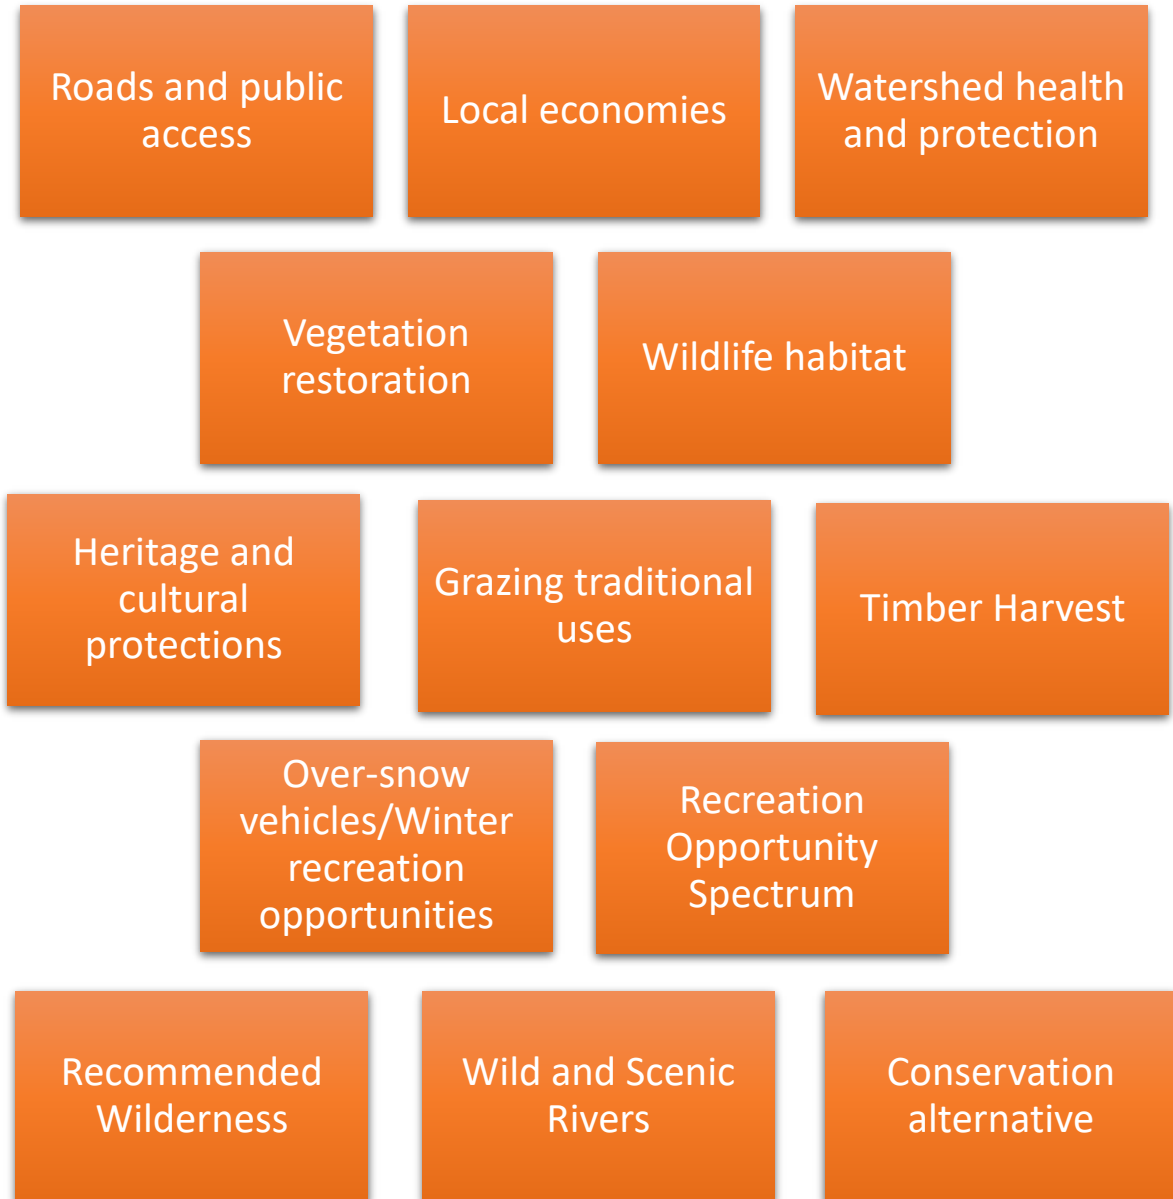 Roads and public
access
Local economies
Watershed health
and protection
Vegetation
restoration
Wildlife habitat
Heritage and
cultural
protections
Grazing traditional
uses
Timber Harvest
Over-snow
vehicles/Winter
recreation
opportunities
Recreation
Opportunity
Spectrum
Recommended
Wilderness
Wild and Scenic
Rivers
Conservation
alternative